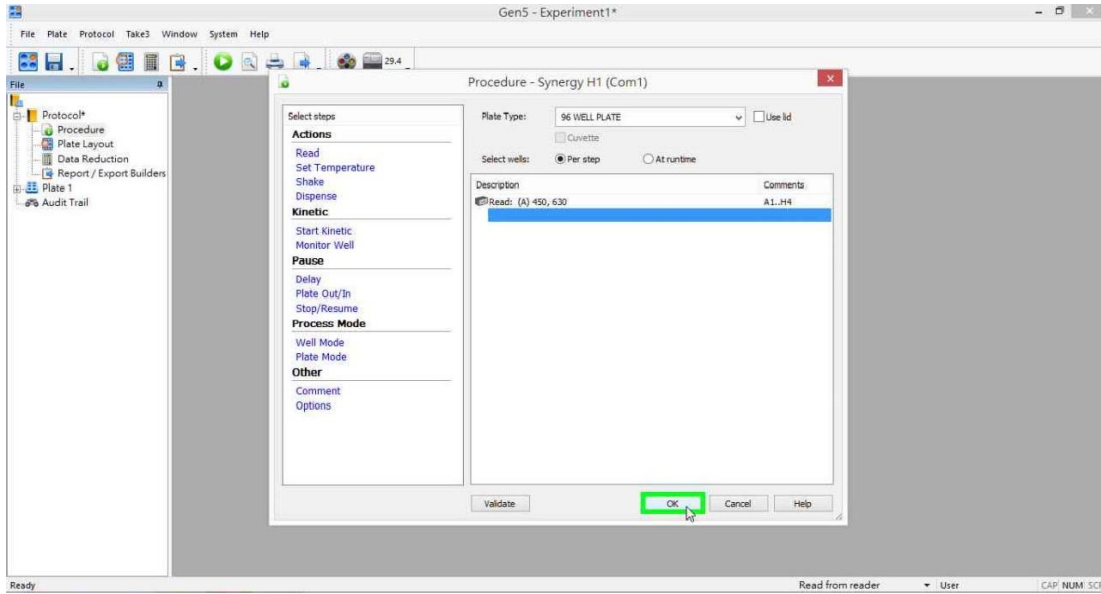 Gen5 - Experiment1*
File Plate Protocol Take3 Window System Help
29.4
File
Protocol*
Procedure
Plate Layout
Data Reduction
Report / Export Builders
Plate 1
Audit Trail
Procedure - Synergy H1 (Com1)
Select steps
Actions
Read
Set Temperature
Shake
Dispense
Kinetic
Start Kinetic
Monitor Well
Pause
Delay
Plate Out/In
Stop/Resume
Process Mode
Well Mode
Plate Mode
Other
Comment
Options
Plate Type: 96 WELL PLATE Use lid
Cuvette
Select wells: Per step At runtime
Description Comments
Read: (A) 450, 630 A1..H4
Validate OK Cancel Help
Ready Read from reader User CAP NUM SCR